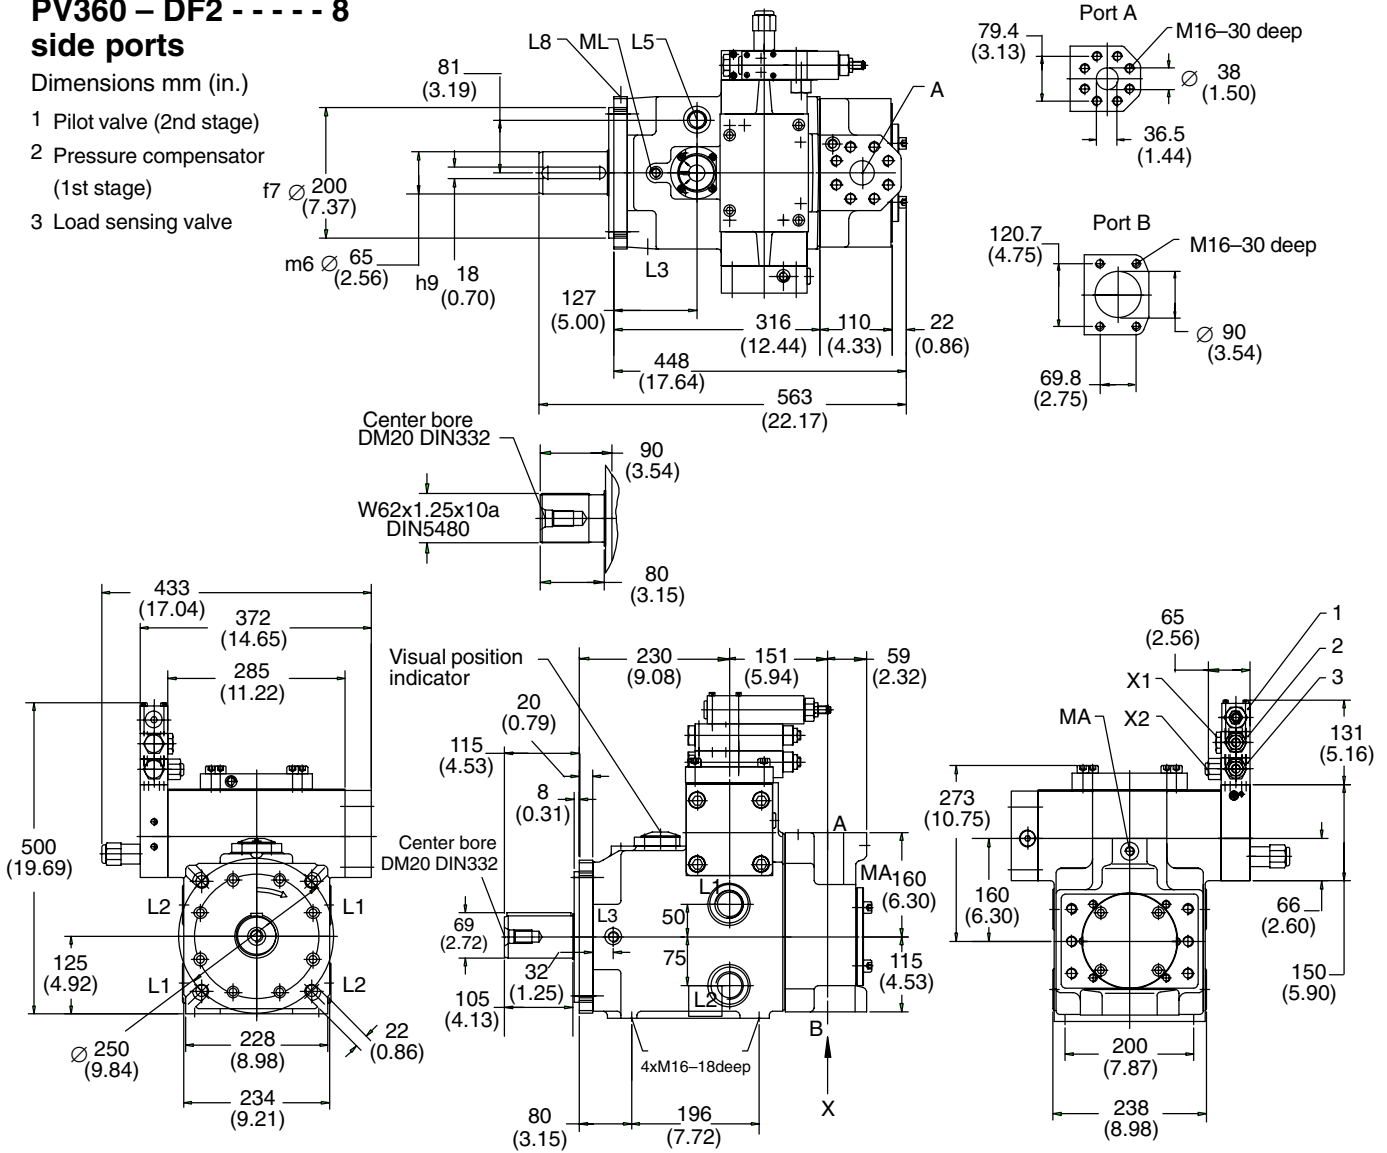 PV360 – DF2 - - - - - 8
side ports
Dimensions mm (in.)
1 Pilot valve (2nd stage)
2 Pressure compensator
(1st stage)
3 Load sensing valve
L8
ML
L5
A
81
(3.19)
f7 ∅ 200
(7.37)
m6 ∅ 65
(2.56)
h9 18
(0.70)
L3
127
(5.00)
316
(12.44)
110
(4.33)
22
(0.86)
448
(17.64)
563
(22.17)
Port A
79.4
(3.13)
M16–30 deep
∅ 38
(1.50)
36.5
(1.44)
Port B
120.7
(4.75)
M16–30 deep
∅ 90
(3.54)
69.8
(2.75)
Center bore
DM20 DIN332
90
(3.54)
W62x1.25x10a
DIN5480
80
(3.15)
433
(17.04)
372
(14.65)
285
(11.22)
500
(19.69)
125
(4.92)
L2
L1
L1
L2
∅ 250
(9.84)
228
(8.98)
22
(0.86)
234
(9.21)
Visual position
indicator
230
(9.08)
151
(5.94)
59
(2.32)
20
(0.79)
115
(4.53)
8
(0.31)
Center bore
DM20 DIN332
A
MA
160
(6.30)
L1
L3
50
69
(2.72)
75
32
(1.25)
115
(4.53)
105
(4.13)
L2
B
4xM16–18deep
X
80
(3.15)
196
(7.72)
65
(2.56)
1
2
3
X1
X2
MA
131
(5.16)
273
(10.75)
160
(6.30)
66
(2.60)
150
(5.90)
200
(7.87)
238
(8.98)